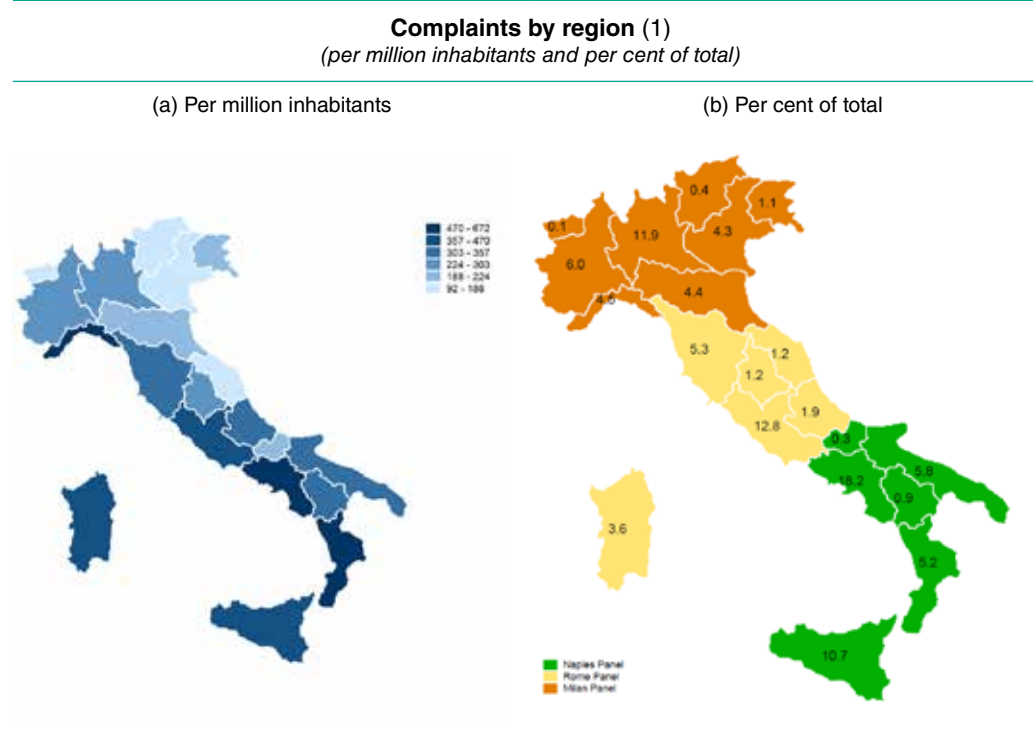 Complaints by region (1)
(per million inhabitants and per cent of total)
(a) Per million inhabitants
(b) Per cent of total
470 - 672
357 - 470
303 - 357
224 - 303
188 - 224
92 - 188
0.4
1.1
0.1
11.9
4.3
6.0
4.4
5.3
1.2
1.2
1.9
12.8
0.3
5.8
18.2
0.9
3.6
5.2
10.7
Naples Panel
Rome Panel
Milan Panel